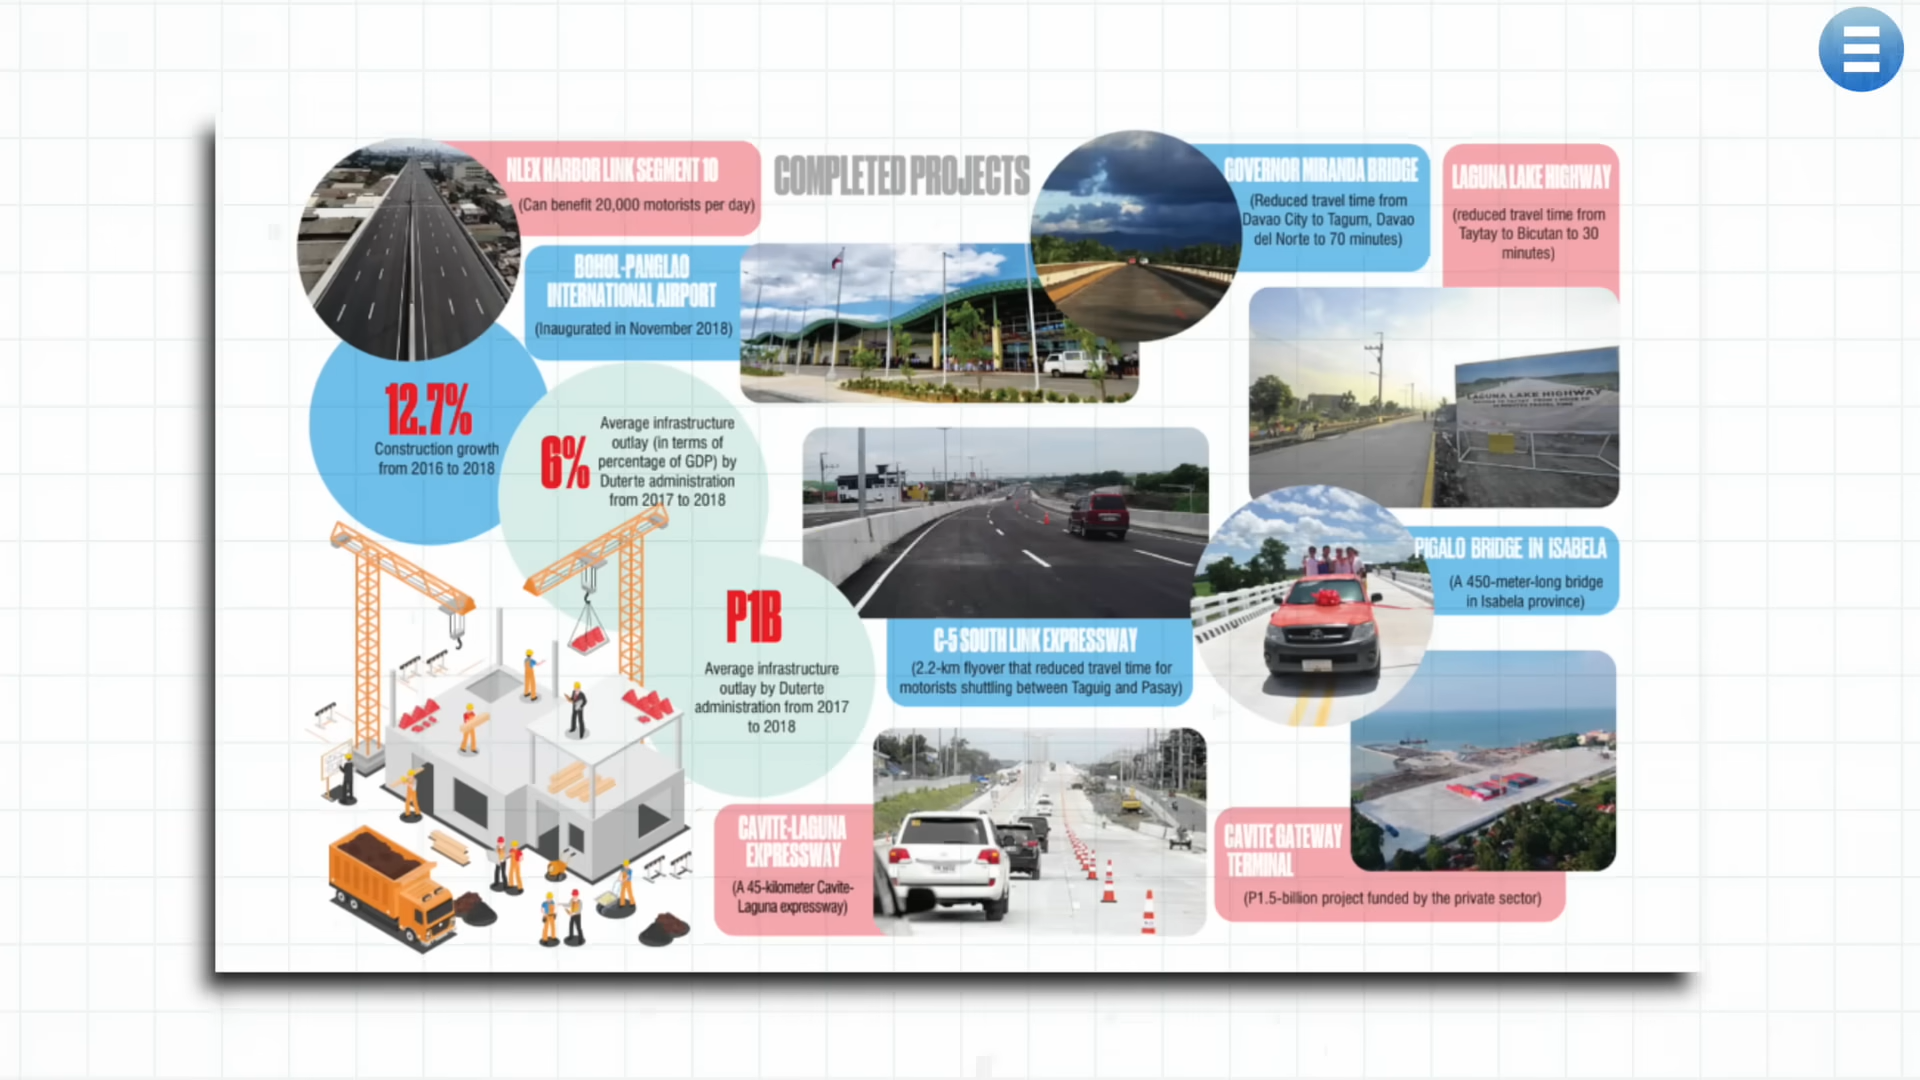 NLEX HARBOR LINK SEGMENT 10
(Can benefit 20,000 motorists per day)
COMPLETED PROJECTS
GOVERNOR MIRANDA BRIDGE
(Reduced travel time from
Davao City to Tagum, Davao
del Norte to 70 minutes)
LAGUNA LAKE HIGHWAY
(reduced travel time from
Taytay to Bicutan to 30
minutes)
BOHOL-PANGLAO
INTERNATIONAL AIRPORT
(Inaugurated in November 2018)
LAGUNA LAKE HIGHWAY
12.7%
Construction growth
from 2016 to 2018
6%
Average infrastructure
outlay (in terms of
percentage of GDP) by
Duterte administration
from 2017 to 2018
PIGALO BRIDGE IN ISABELA
(A 450-meter-long bridge
in Isabela province)
P1B
Average infrastructure
outlay by Duterte
administration from 2017
to 2018
C-5 SOUTH LINK EXPRESSWAY
(2.2-km flyover that reduced travel time for
motorists shuttling between Taguig and Pasay)
CAVITE-LAGUNA
EXPRESSWAY
(A 45-kilometer Cavite-
Laguna expressway)
CAVITE GATEWAY
TERMINAL
(P1.5-billion project funded by the private sector)